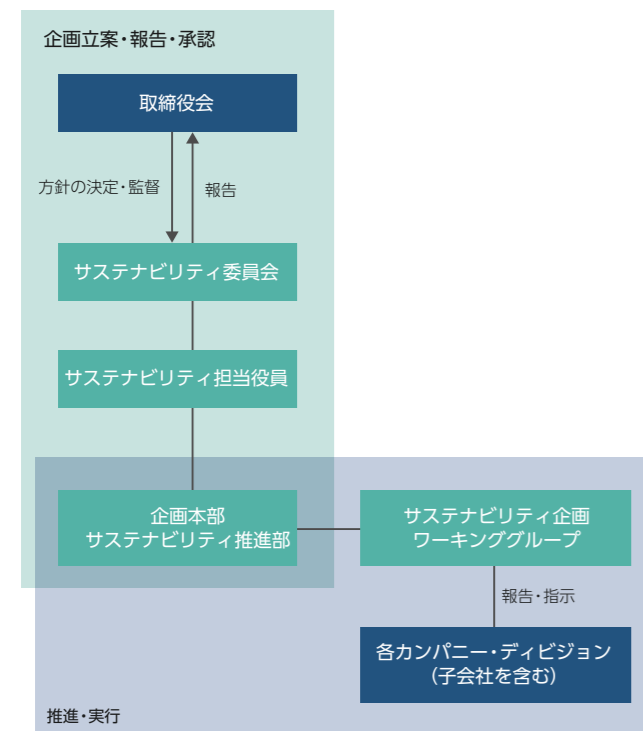 企画立案・報告・承認
取締役会
方針の決定・監督
報告
サステナビリティ委員会
サステナビリティ担当役員
企画本部
サステナビリティ推進部
サステナビリティ企画
ワーキンググループ
報告・指示
各カンパニー・ディビジョン
(子会社を含む)
推進・実行